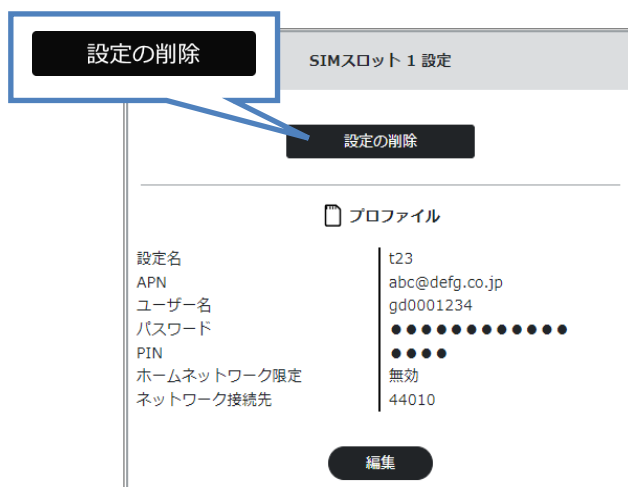 設定の削除
SIMスロット 1 設定
設定の削除
プロファイル
設定名 t23
APN abc@defg.co.jp
ユーザー名 gd0001234
パスワード ●●●●●●●●●●●●
PIN ●●●●
ホームネットワーク限定 無効
ネットワーク接続先 44010
編集